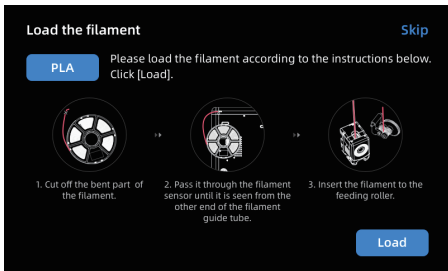 Load the filament
Skip
PLA
Please load the filament according to the instructions below.
Click [Load].
1. Cut off the bent part of
the filament.
2. Pass it through the filament
sensor until it is seen from the
other end of the filament
guide tube.
3. Insert the filament to the
feeding roller.
Load